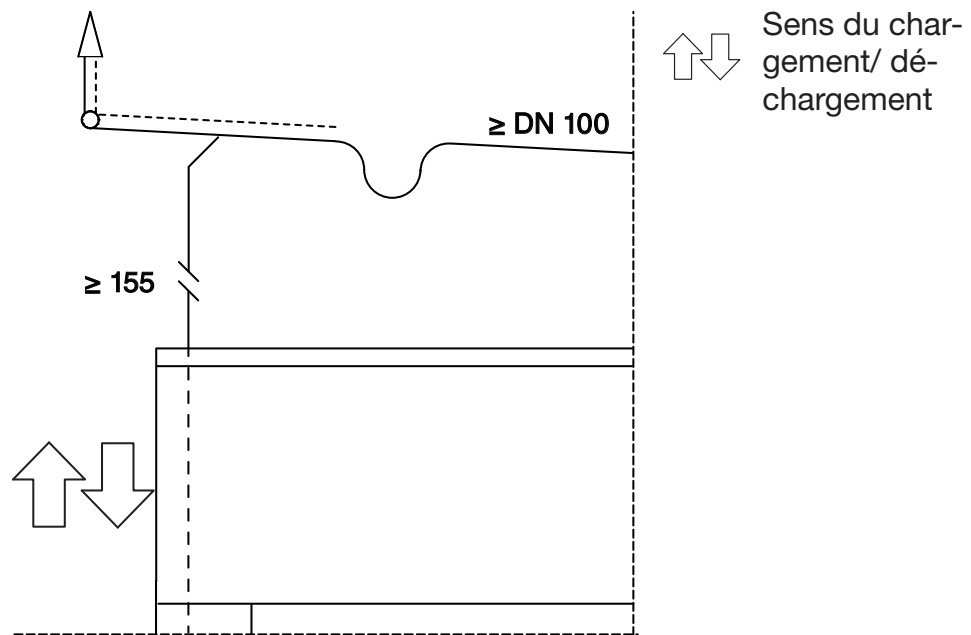 Sens du char-
gement/ dé-
chargement
≥ DN 100
≥ 155